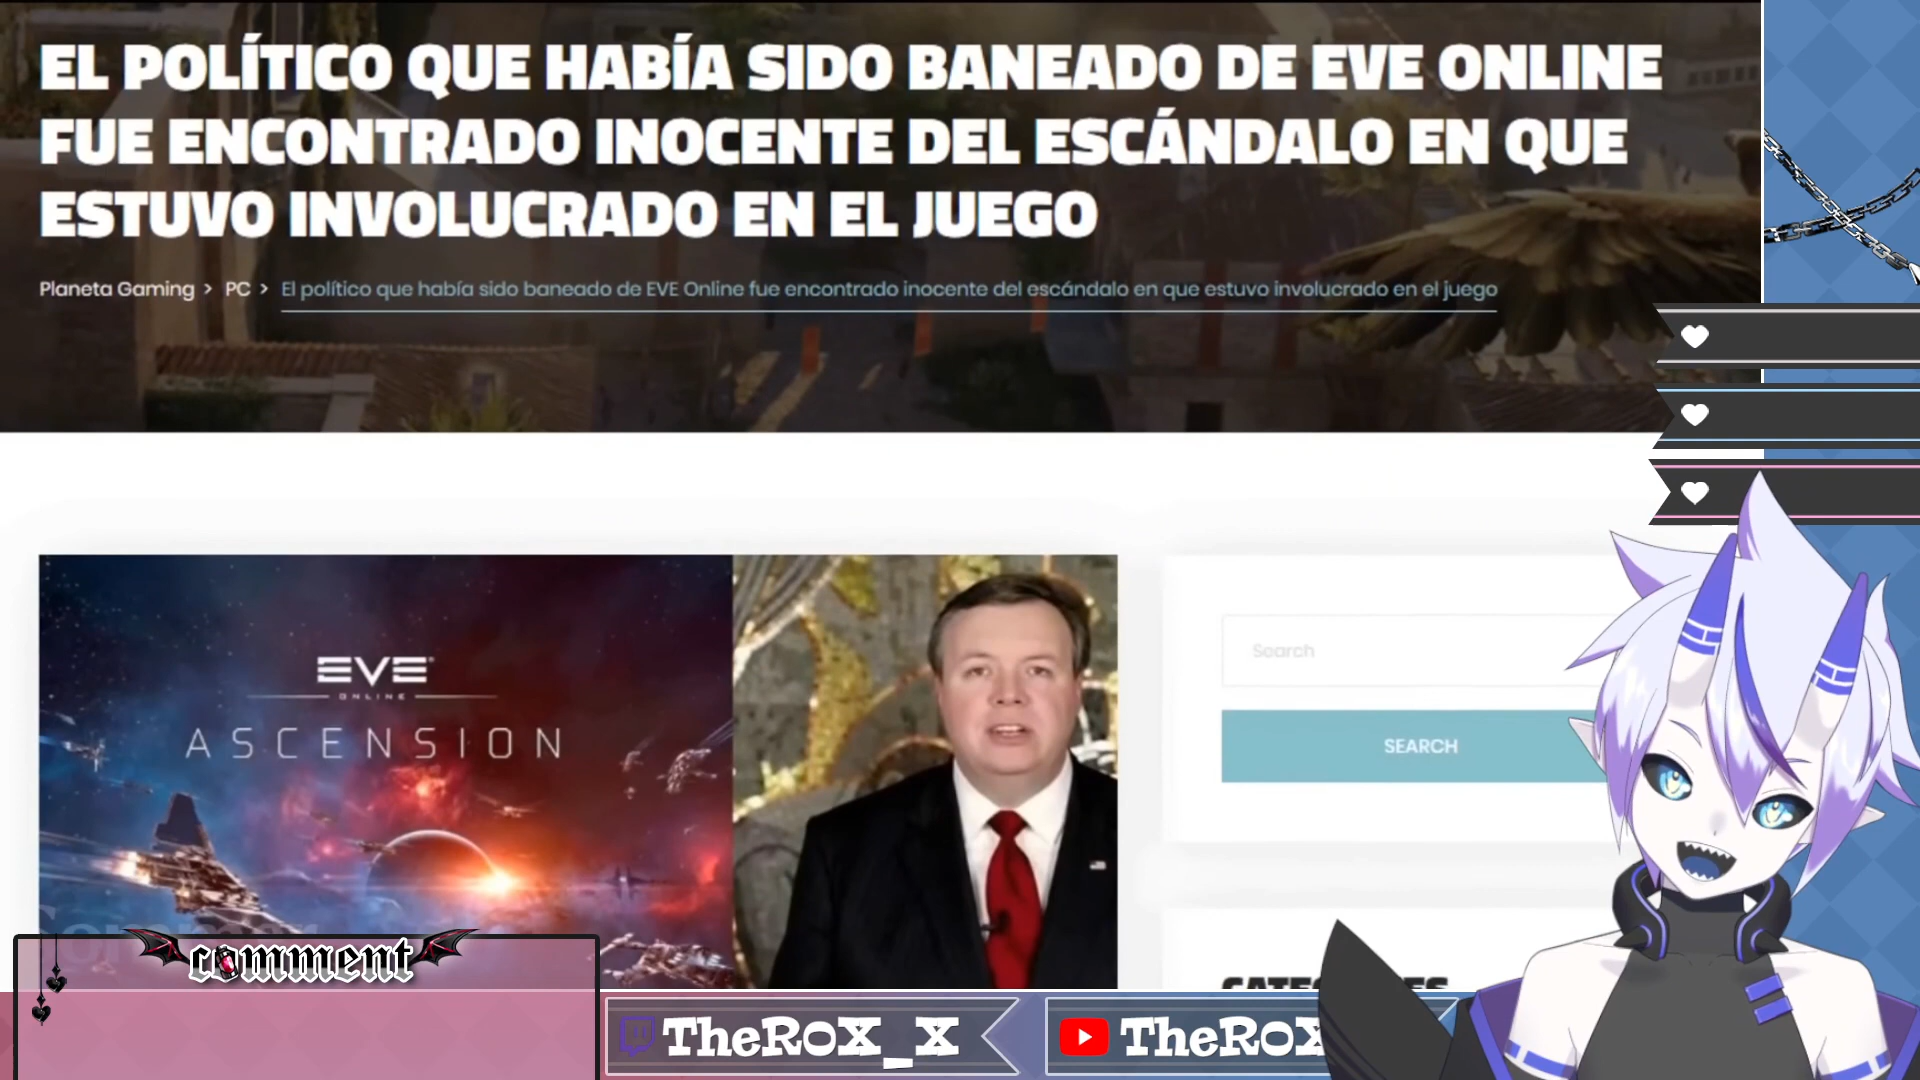 EL POLÍTICO QUE HABÍA SIDO BANEADO DE EVE ONLINE
FUE ENCONTRADO INOCENTE DEL ESCÁNDALO EN QUE
ESTUVO INVOLUCRADO EN EL JUEGO
Planeta Gaming > PC > El político que había sido baneado de EVE Online fue encontrado inocente del escándalo en que estuvo involucrado en el juego
EVE
ONLINE
ASCENSION
Search
SEARCH
comment
TheROX_X
TheROX